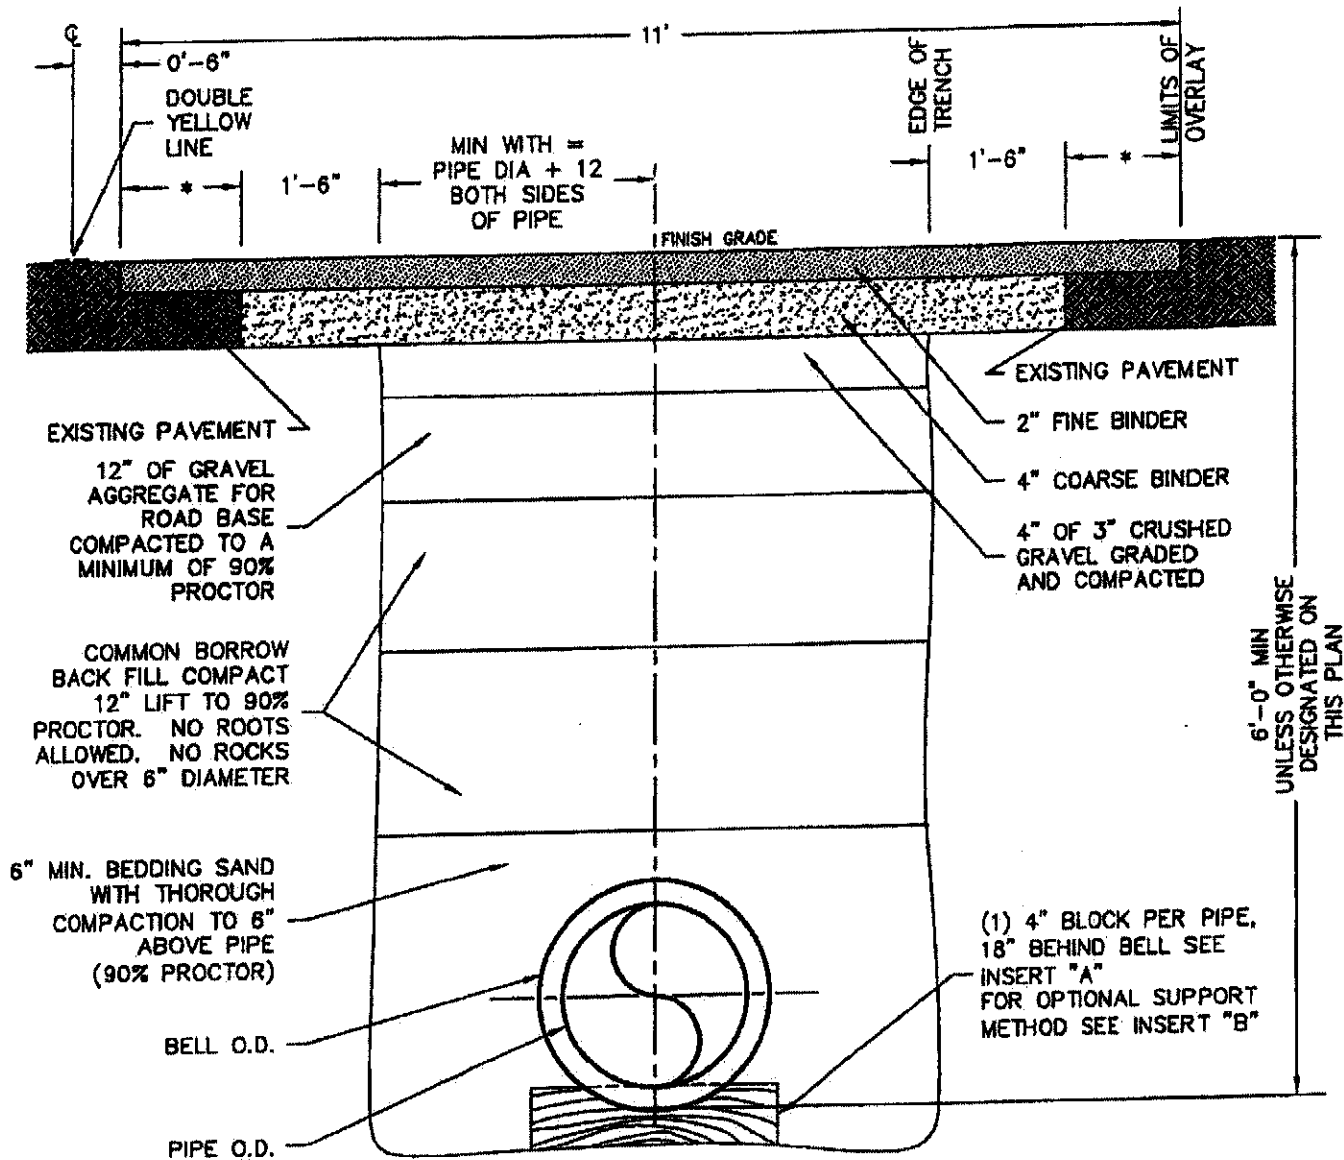 ℄
11'
0'-6"
DOUBLE
YELLOW
LINE
EDGE OF
TRENCH
LIMITS OF
OVERLAY
MIN WITH =
PIPE DIA + 12
BOTH SIDES
OF PIPE
*
1'-6"
1'-6"
*
FINISH GRADE
EXISTING PAVEMENT
2" FINE BINDER
4" COARSE BINDER
4" OF 3" CRUSHED
GRAVEL GRADED
AND COMPACTED
EXISTING PAVEMENT
12" OF GRAVEL
AGGREGATE FOR
ROAD BASE
COMPACTED TO A
MINIMUM OF 90%
PROCTOR
COMMON BORROW
BACK FILL COMPACT
12" LIFT TO 90%
PROCTOR. NO ROOTS
ALLOWED. NO ROCKS
OVER 6" DIAMETER
6'-0" MIN
UNLESS OTHERWISE
DESIGNATED ON
THIS PLAN
6" MIN. BEDDING SAND
WITH THOROUGH
COMPACTION TO 6"
ABOVE PIPE
(90% PROCTOR)
(1) 4" BLOCK PER PIPE,
18" BEHIND BELL SEE
INSERT "A"
FOR OPTIONAL SUPPORT
METHOD SEE INSERT "B"
BELL O.D.
PIPE O.D.